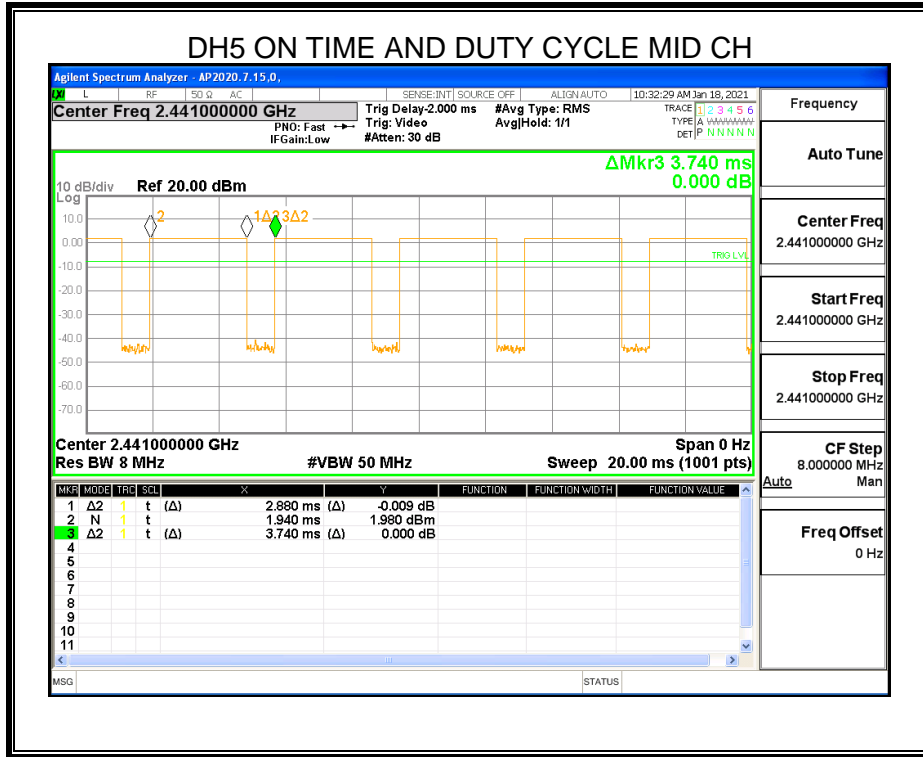 DH5 ON TIME AND DUTY CYCLE MID CH
Agilent Spectrum Analyzer - AP2020.7.15,0,
LXI L RF 50 Ω AC SENSE:INT SOURCE OFF ALIGN AUTO 10:32:29 AM Jan 18, 2021
Center Freq 2.441000000 GHz
PNO: Fast
IFGain:Low
Trig Delay-2.000 ms
Trig: Video
#Atten: 30 dB
#Avg Type: RMS
Avg|Hold: 1/1
TRACE 1 2 3 4 5 6
TYPE A WWWWWW
DET P N N N N N
ΔMkr3 3.740 ms
0.000 dB
10 dB/div Ref 20.00 dBm
Log
10.0
0.00
-10.0
-20.0
-30.0
-40.0
-50.0
-60.0
-70.0
2
1Δ2
3Δ2
TRIG LVL
Center 2.441000000 GHz Span 0 Hz
Res BW 8 MHz #VBW 50 MHz Sweep 20.00 ms (1001 pts)
MKR MODE TRC SCL X Y FUNCTION FUNCTION WIDTH FUNCTION VALUE
1 Δ2 1 t (Δ) 2.880 ms (Δ) -0.009 dB
2 N 1 t 1.940 ms 1.980 dBm
3 Δ2 1 t (Δ) 3.740 ms (Δ) 0.000 dB
4
5
6
7
8
9
10
11
MSG STATUS
Frequency
Auto Tune
Center Freq
2.441000000 GHz
Start Freq
2.441000000 GHz
Stop Freq
2.441000000 GHz
CF Step
8.000000 MHz
Auto Man
Freq Offset
0 Hz